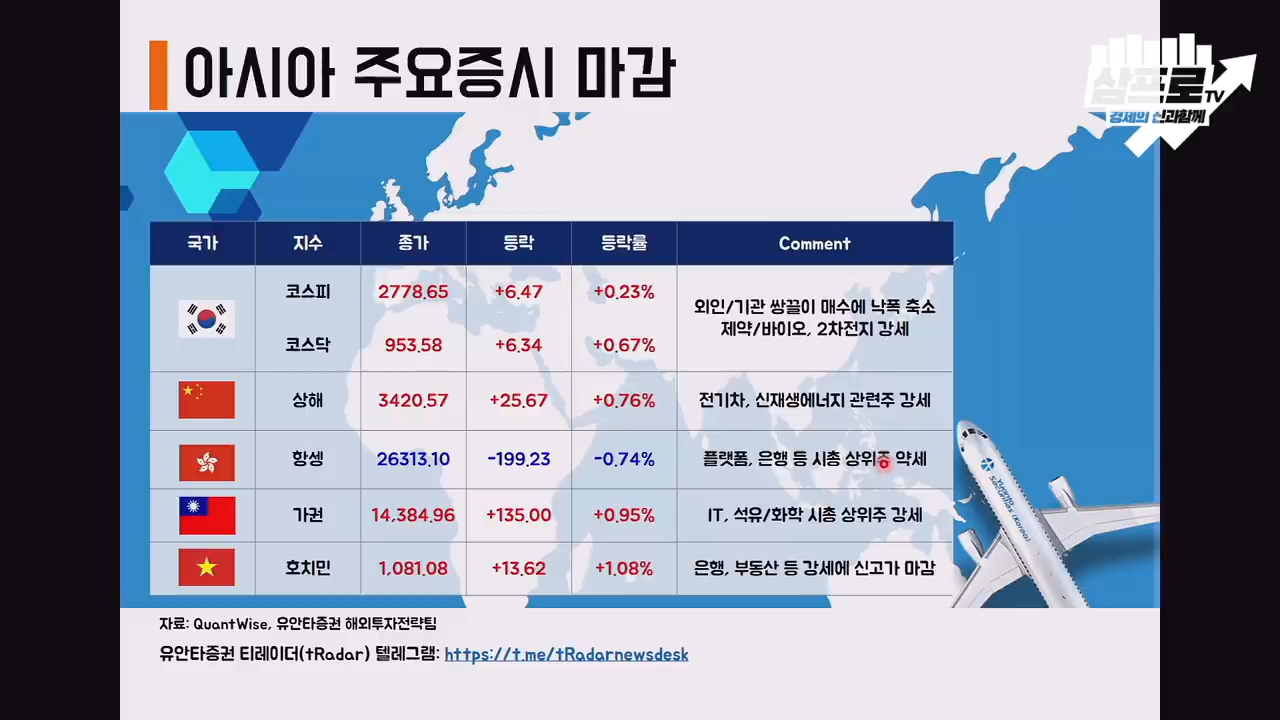 아시아 주요증시 마감
삼프로TV
경제의 신과함께
국가 지수 종가 등락 등락률 Comment
코스피 2778.65 +6.47 +0.23% 외인/기관 쌍끌이 매수에 낙폭 축소
제약/바이오, 2차전지 강세
코스닥 953.58 +6.34 +0.67%
상해 3420.57 +25.67 +0.76% 전기차, 신재생에너지 관련주 강세
항셍 26313.10 -199.23 -0.74% 플랫폼, 은행 등 시총 상위주 약세
가권 14,384.96 +135.00 +0.95% IT, 석유/화학 시총 상위주 강세
호치민 1,081.08 +13.62 +1.08% 은행, 부동산 등 강세에 신고가 마감
Yuanta
Securities (Korea)
자료: QuantWise, 유안타증권 해외투자전략팀
유안타증권 티레이더(tRadar) 텔레그램: https://t.me/tRadarnewsdesk